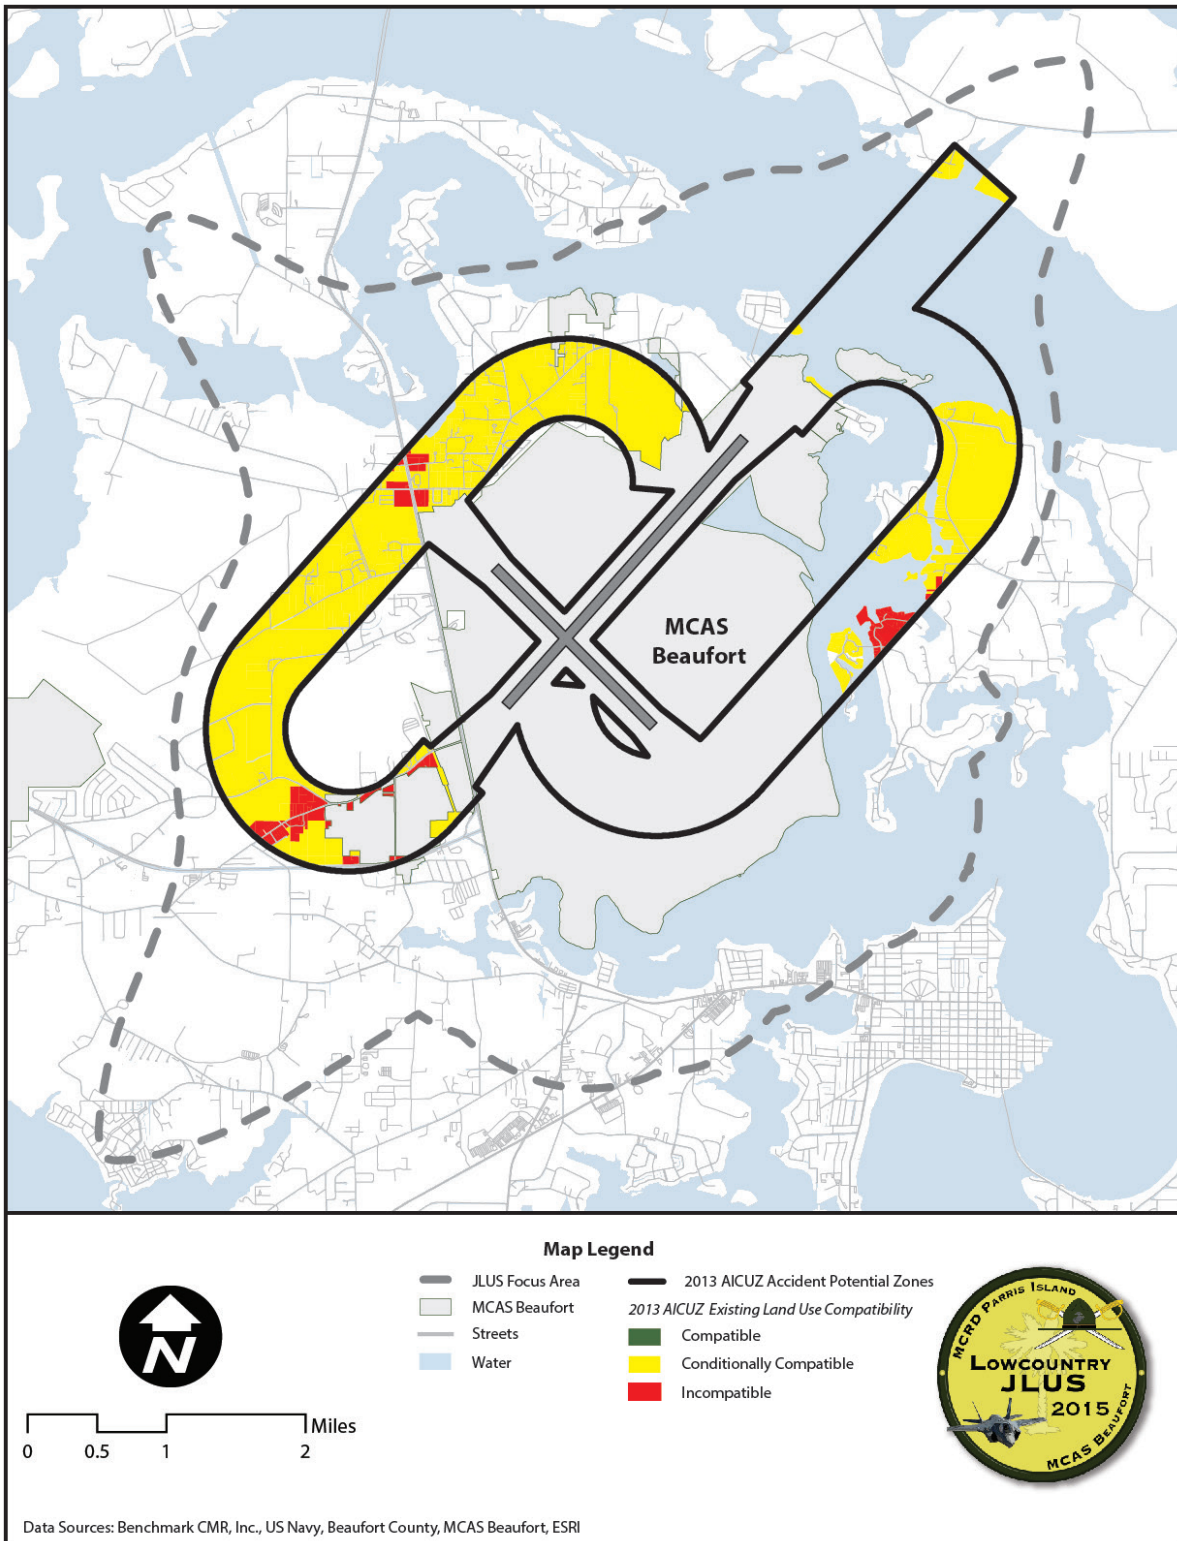 MCAS
Beaufort
Map Legend
JLUS Focus Area
MCAS Beaufort
Streets
Water
2013 AICUZ Accident Potential Zones
2013 AICUZ Existing Land Use Compatibility
Compatible
Conditionally Compatible
Incompatible
N
Miles
0 0.5 1 2
MCRD Parris Island
Lowcountry
JLUS
2015
MCAS Beaufort
Data Sources: Benchmark CMR, Inc., US Navy, Beaufort County, MCAS Beaufort, ESRI